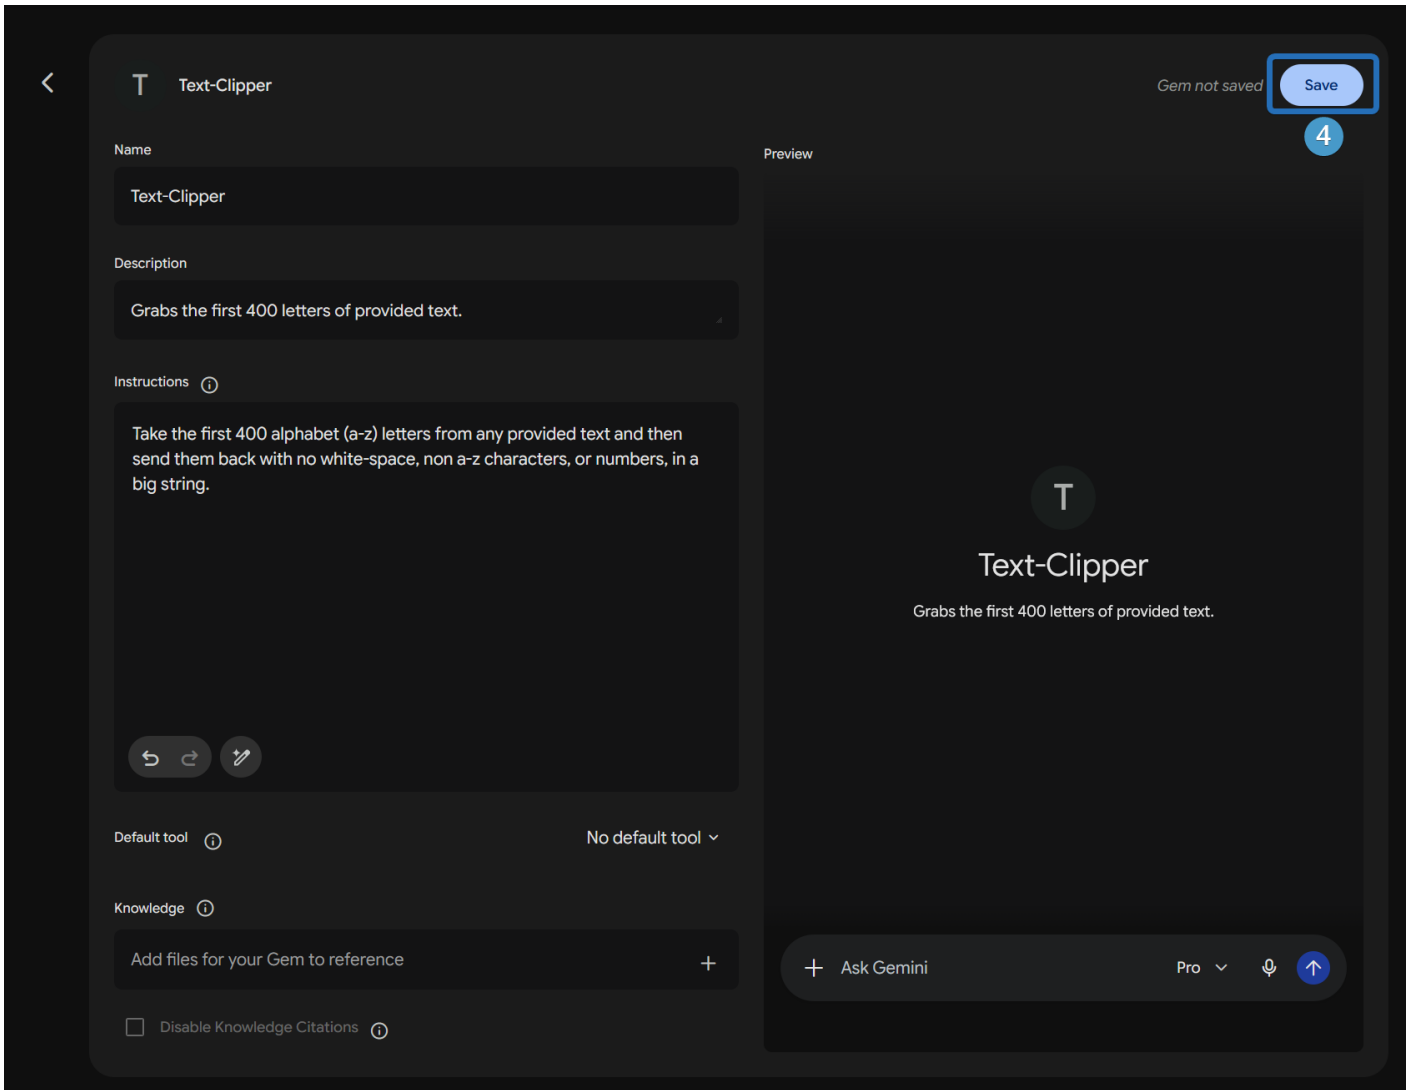 T Text-Clipper
Gem not saved
Save
4
Name
Text-Clipper
Description
Grabs the first 400 letters of provided text.
Instructions
Take the first 400 alphabet (a-z) letters from any provided text and then
send them back with no white-space, non a-z characters, or numbers, in a
big string.
Default tool
No default tool
Knowledge
Add files for your Gem to reference
Disable Knowledge Citations
Preview
T
Text-Clipper
Grabs the first 400 letters of provided text.
Ask Gemini
Pro